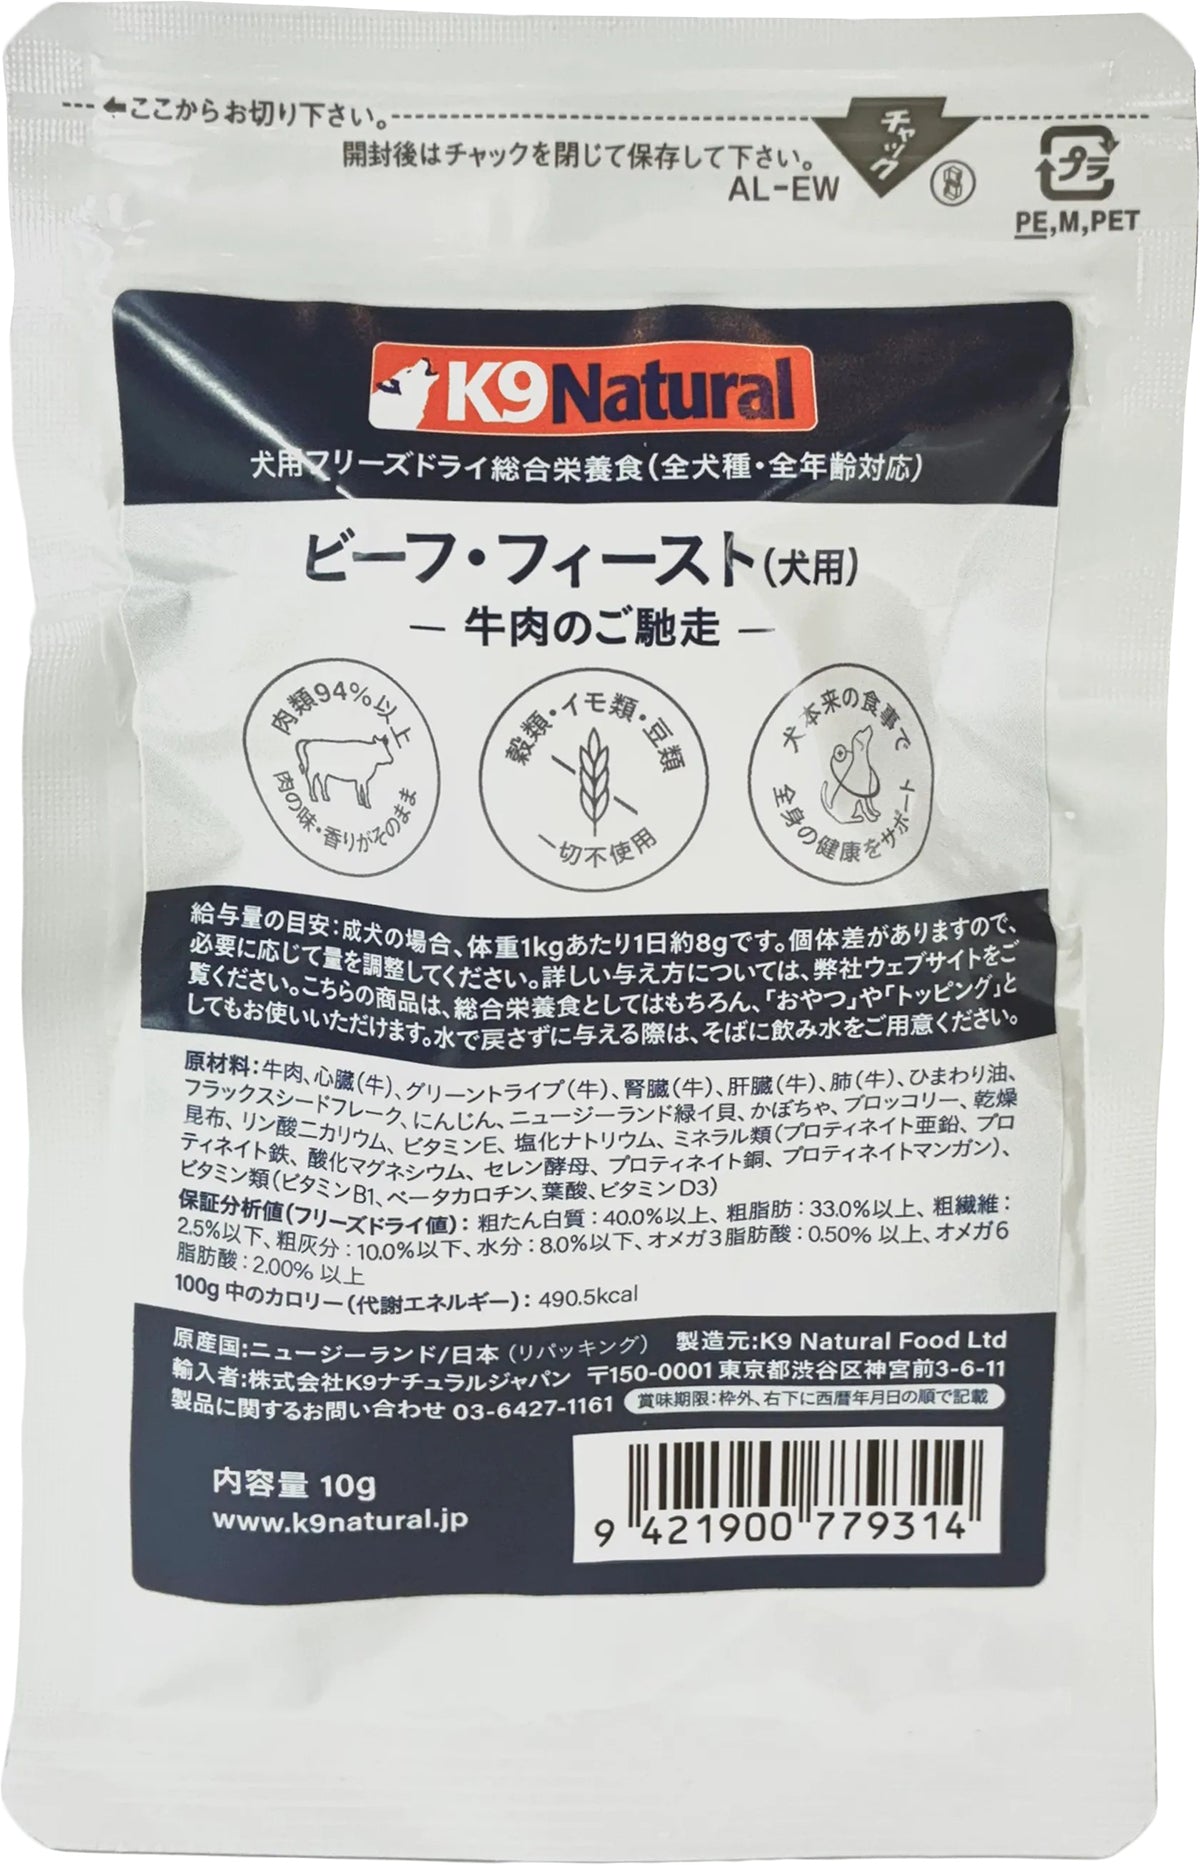 ←ここからお切り下さい。
チャック
開封後はチャックを閉じて保存して下さい。
AL-EW
プラ
PE,M,PET
K9Natural
犬用フリーズドライ総合栄養食(全犬種・全年齢対応)
ビーフ・フィースト(犬用)
— 牛肉のご馳走 —
肉類94%以上
肉の味・香りがそのまま
穀類・イモ類・豆類
一切不使用
犬本来の食事で
全身の健康をサポート
給与量の目安：成犬の場合、体重1kgあたり1日約8gです。個体差がありますので、
必要に応じて量を調整してください。詳しい与え方については、弊社ウェブサイトをご
覧ください。こちらの商品は、総合栄養食としてはもちろん、「おやつ」や「トッピング」と
してもお使いいただけます。水で戻さずに与える際は、そばに飲み水をご用意ください。
原材料：牛肉、心臓(牛)、グリーントライプ(牛)、腎臓(牛)、肝臓(牛)、肺(牛)、ひまわり油、
フラックスシードフレーク、にんじん、ニュージーランド緑イ貝、かぼちゃ、ブロッコリー、乾燥
昆布、リン酸二カリウム、ビタミンE、塩化ナトリウム、ミネラル類(プロティネイト亜鉛、プロ
ティネイト鉄、酸化マグネシウム、セレン酵母、プロティネイト銅、プロティネイトマンガン)、
ビタミン類(ビタミンB1、ベータカロチン、葉酸、ビタミンD3)
保証分析値(フリーズドライ値)：粗たん白質：40.0%以上、粗脂肪：33.0%以上、粗繊維：
2.5%以下、粗灰分：10.0%以下、水分：8.0%以下、オメガ3脂肪酸：0.50% 以上、オメガ6
脂肪酸：2.00% 以上
100g 中のカロリー(代謝エネルギー)：490.5kcal
原産国:ニュージーランド/日本(リパッキング) 製造元:K9 Natural Food Ltd
輸入者:株式会社K9ナチュラルジャパン 〒150-0001 東京都渋谷区神宮前3-6-11
製品に関するお問い合わせ 03-6427-1161 賞味期限：枠外、右下に西暦年月日の順で記載
内容量 10g
www.k9natural.jp
9 421900 779314